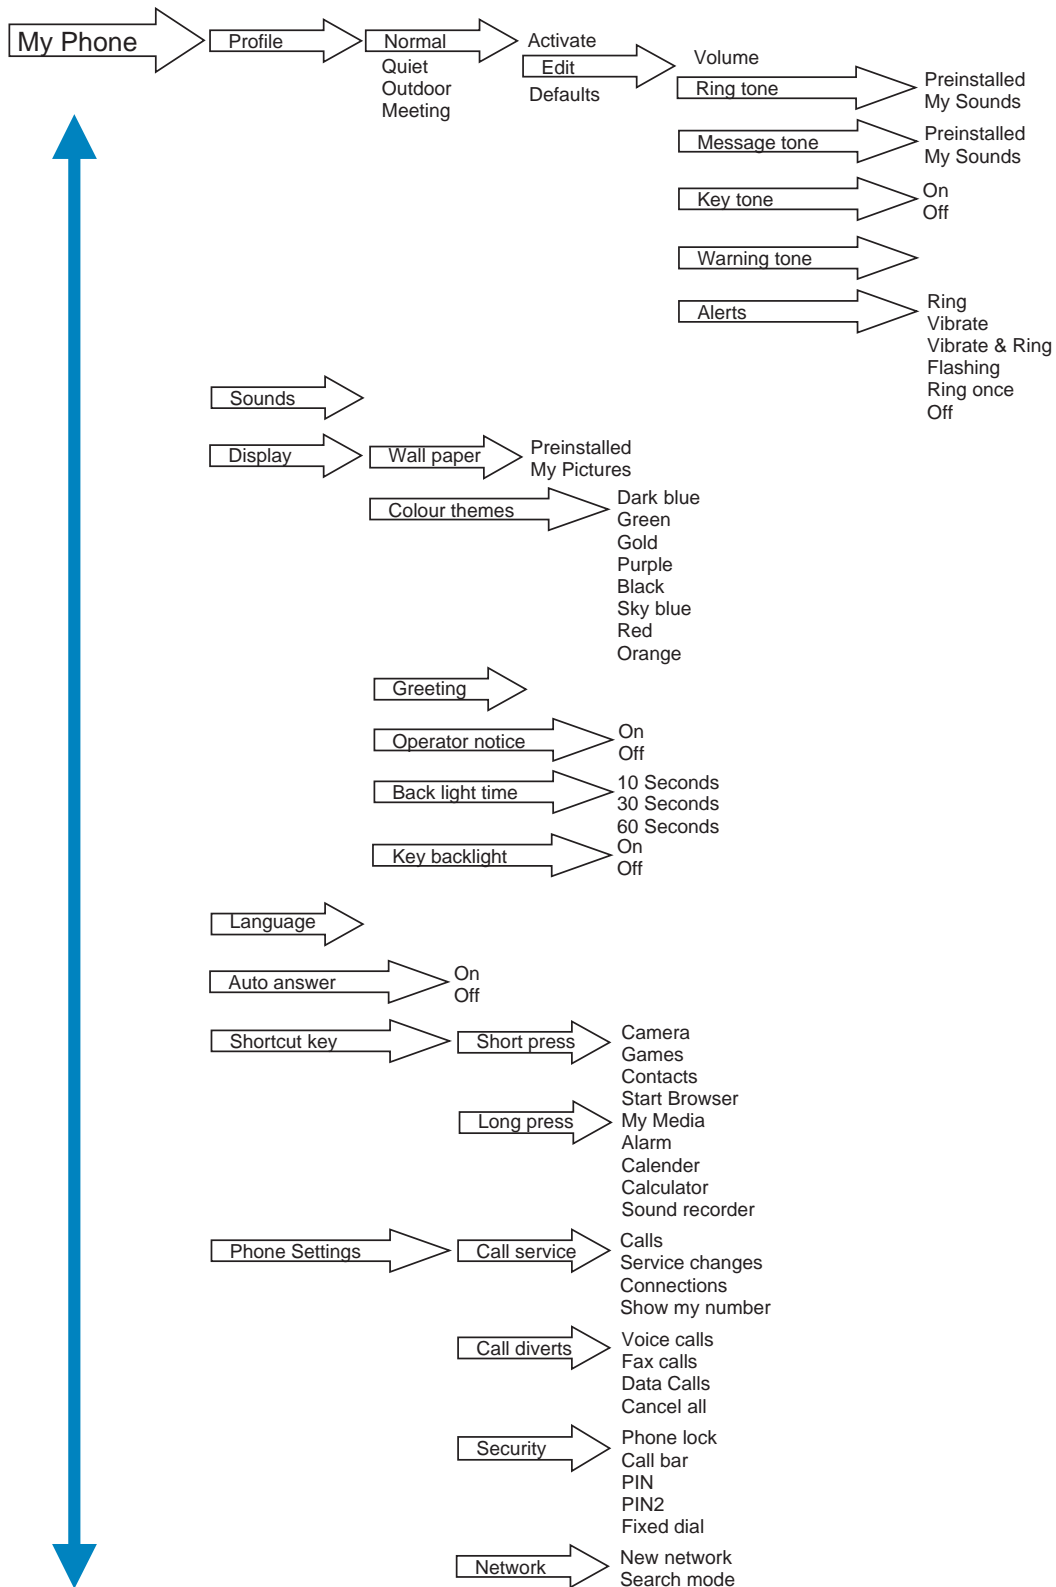 My Phone
Profile
Normal
Quiet
Outdoor
Meeting
Activate
Edit
Defaults
Volume
Ring tone
Preinstalled
My Sounds
Message tone
Preinstalled
My Sounds
Key tone
On
Off
Warning tone
Alerts
Ring
Vibrate
Vibrate & Ring
Flashing
Ring once
Off
Sounds
Display
Wall paper
Preinstalled
My Pictures
Colour themes
Dark blue
Green
Gold
Purple
Black
Sky blue
Red
Orange
Greeting
Operator notice
On
Off
Back light time
10 Seconds
30 Seconds
60 Seconds
Key backlight
On
Off
Language
Auto answer
On
Off
Shortcut key
Short press
Camera
Games
Contacts
Start Browser
Long press
My Media
Alarm
Calender
Calculator
Sound recorder
Phone Settings
Call service
Calls
Service changes
Connections
Show my number
Call diverts
Voice calls
Fax calls
Data Calls
Cancel all
Security
Phone lock
Call bar
PIN
PIN2
Fixed dial
Network
New network
Search mode